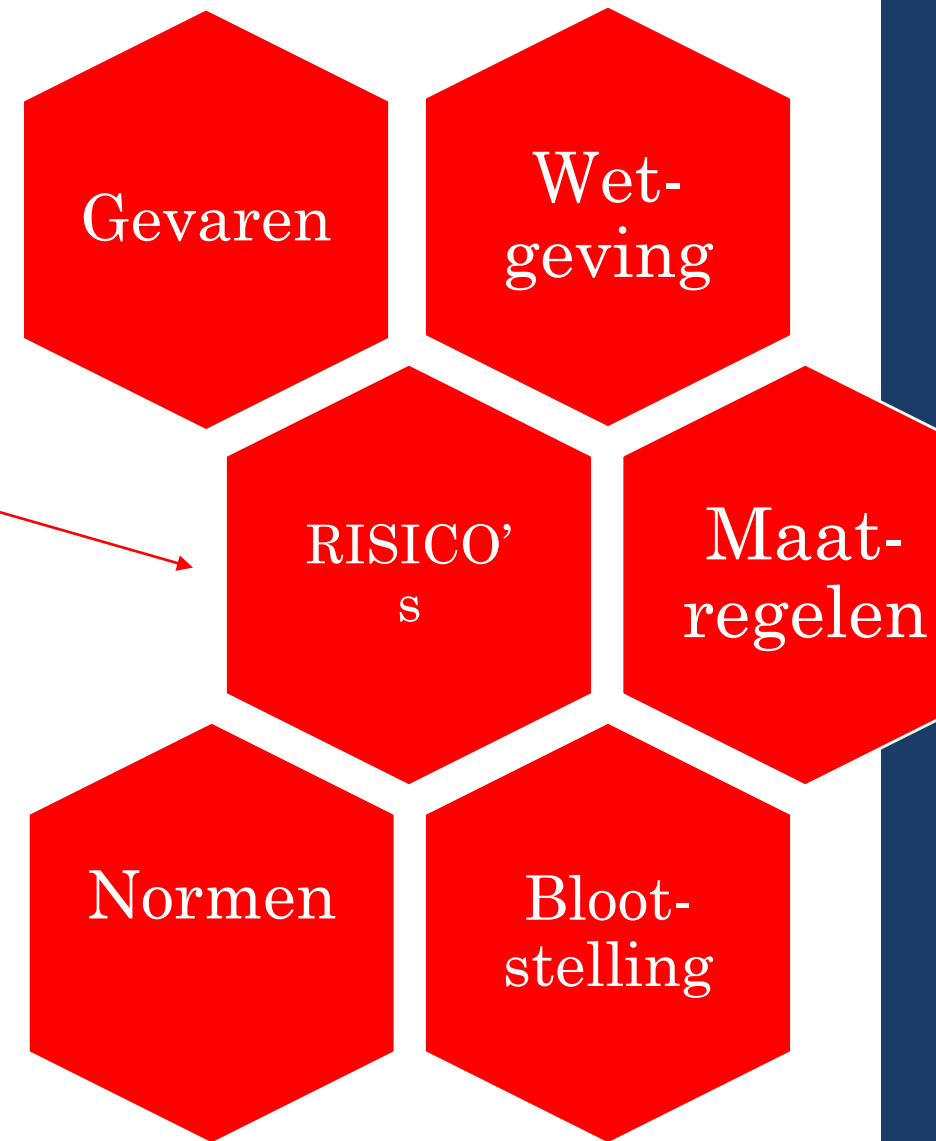 Gevaren
Wet-
geving
RISICO’
s
Maat-
regelen
Normen
Bloot-
stelling